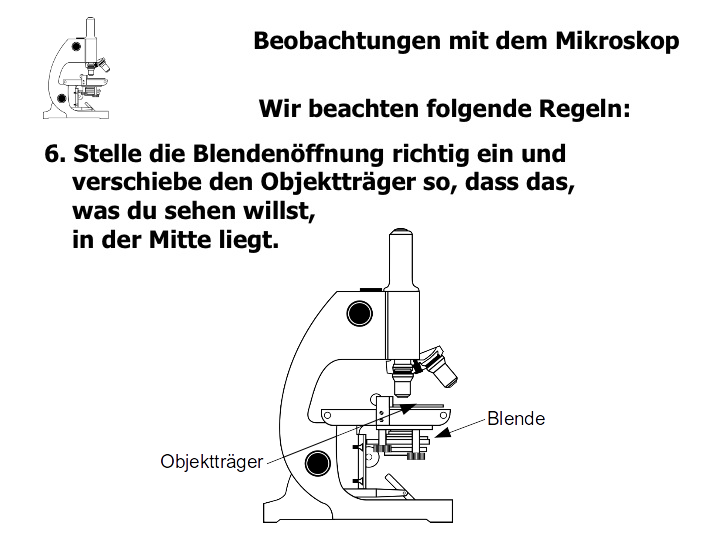 Beobachtungen mit dem Mikroskop
Wir beachten folgende Regeln:
6. Stelle die Blendenöffnung richtig ein und
verschiebe den Objektträger so, dass das,
was du sehen willst,
in der Mitte liegt.
Blende
Objektträger